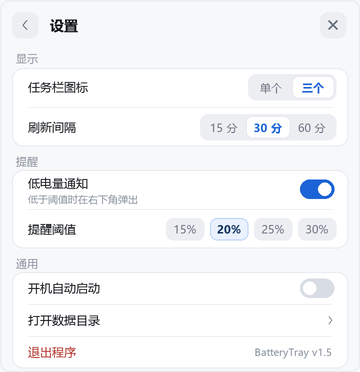 设置
显示
任务栏图标 单个 三个
刷新间隔 15 分 30 分 60 分
提醒
低电量通知
低于阈值时在右下角弹出
提醒阈值 15% 20% 25% 30%
通用
开机自动启动
打开数据目录
退出程序 BatteryTray v1.5